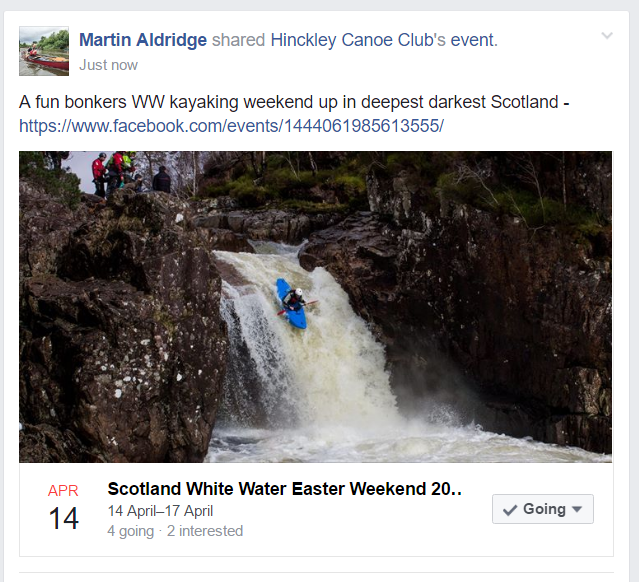 Martin Aldridge shared Hinckley Canoe Club's event.
Just now
A fun bonkers WW kayaking weekend up in deepest darkest Scotland -
https://www.facebook.com/events/1444061985613555/
APR
14
Scotland White Water Easter Weekend 20..
14 April–17 April
4 going · 2 interested
Going